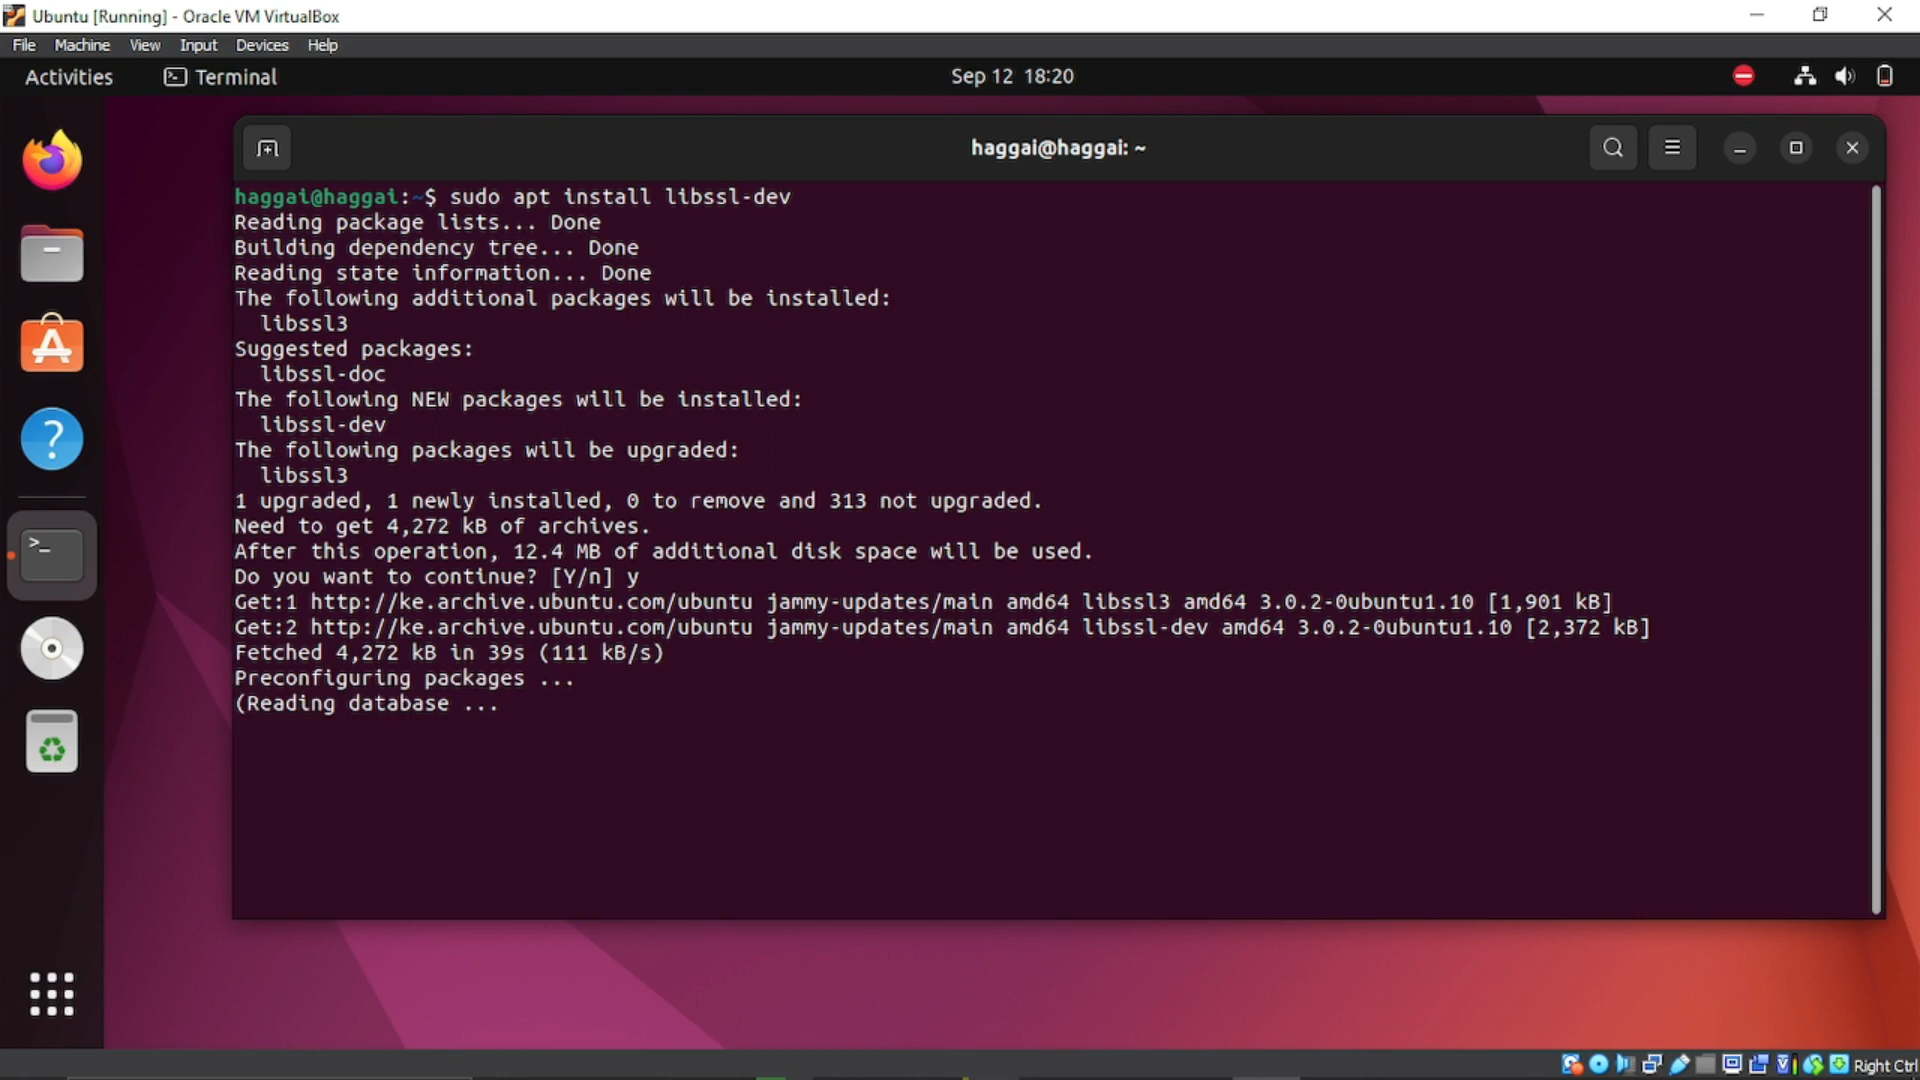 Ubuntu [Running] - Oracle VM VirtualBox
File Machine View Input Devices Help
Activities Terminal Sep 12 18:20
haggai@haggai: ~
haggai@haggai:~$ sudo apt install libssl-dev
Reading package lists... Done
Building dependency tree... Done
Reading state information... Done
The following additional packages will be installed:
libssl3
Suggested packages:
libssl-doc
The following NEW packages will be installed:
libssl-dev
The following packages will be upgraded:
libssl3
1 upgraded, 1 newly installed, 0 to remove and 313 not upgraded.
Need to get 4,272 kB of archives.
After this operation, 12.4 MB of additional disk space will be used.
Do you want to continue? [Y/n] y
Get:1 http://ke.archive.ubuntu.com/ubuntu jammy-updates/main amd64 libssl3 amd64 3.0.2-0ubuntu1.10 [1,901 kB]
Get:2 http://ke.archive.ubuntu.com/ubuntu jammy-updates/main amd64 libssl-dev amd64 3.0.2-0ubuntu1.10 [2,372 kB]
Fetched 4,272 kB in 39s (111 kB/s)
Preconfiguring packages ...
(Reading database ...
Right Ctrl